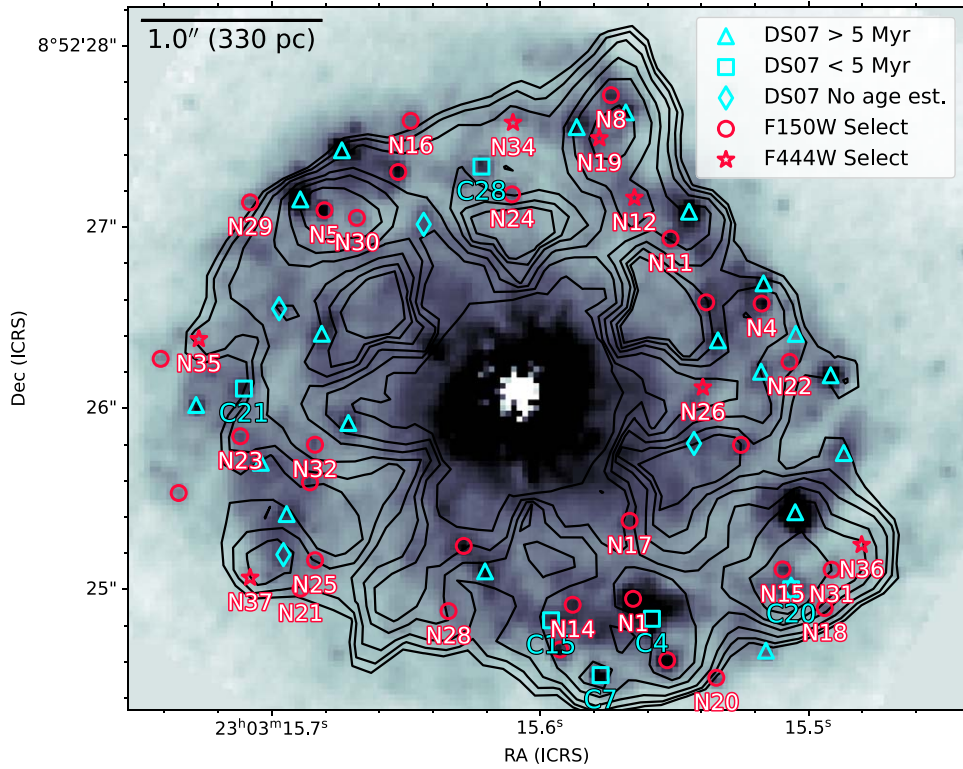 1.0″ (330 pc)
DS07 > 5 Myr
DS07 < 5 Myr
DS07 No age est.
F150W Select
F444W Select
8°52'28"
27"
26"
25"
Dec (ICRS)
23ʰ03ᵐ15.7ˢ
15.6ˢ
15.5ˢ
RA (ICRS)
N8
N16
N34
N19
C28
N29
N5
N24
N12
N30
N11
N4
N35
N22
N26
C21
N23
N32
N17
N36
N37
N25
N15
N31
N21
C20
N28
N14
N1
N18
C15
C4
C7
N20